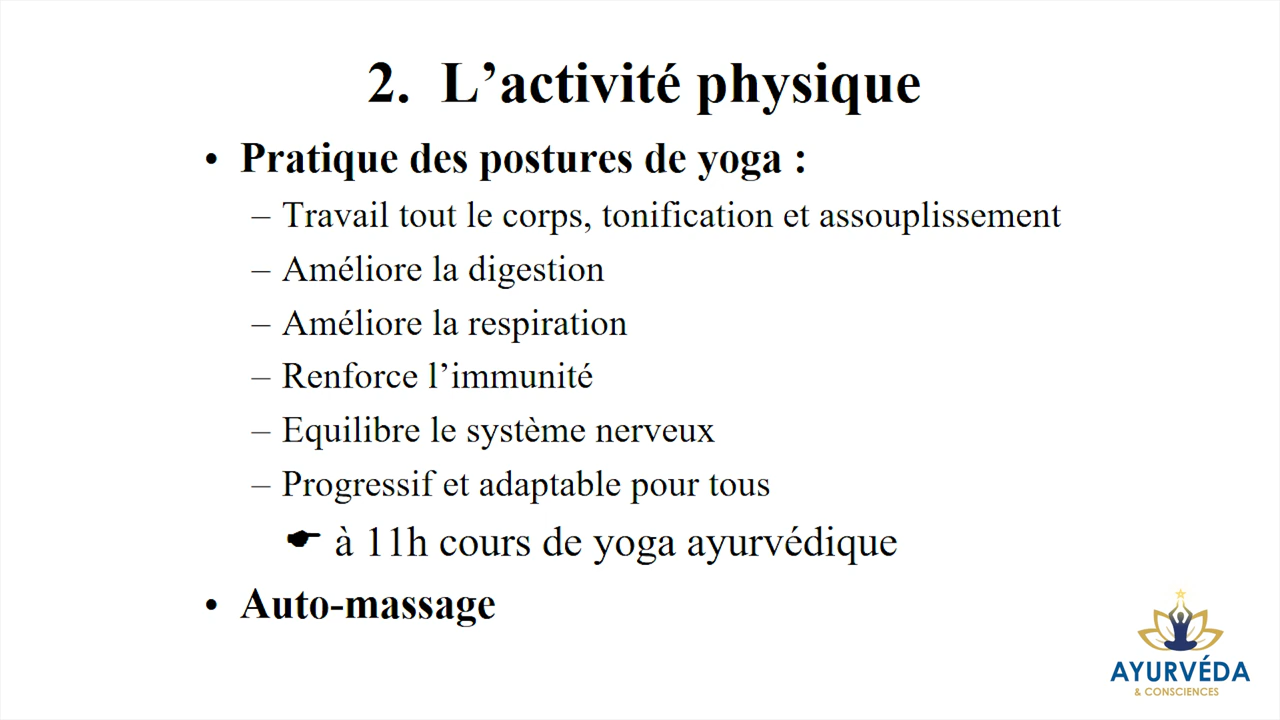 2. L’activité physique
• Pratique des postures de yoga :
– Travail tout le corps, tonification et assouplissement
– Améliore la digestion
– Améliore la respiration
– Renforce l’immunité
– Equilibre le système nerveux
– Progressif et adaptable pour tous
☛ à 11h cours de yoga ayurvédique
• Auto-massage
AYURVÉDA
& CONSCIENCES